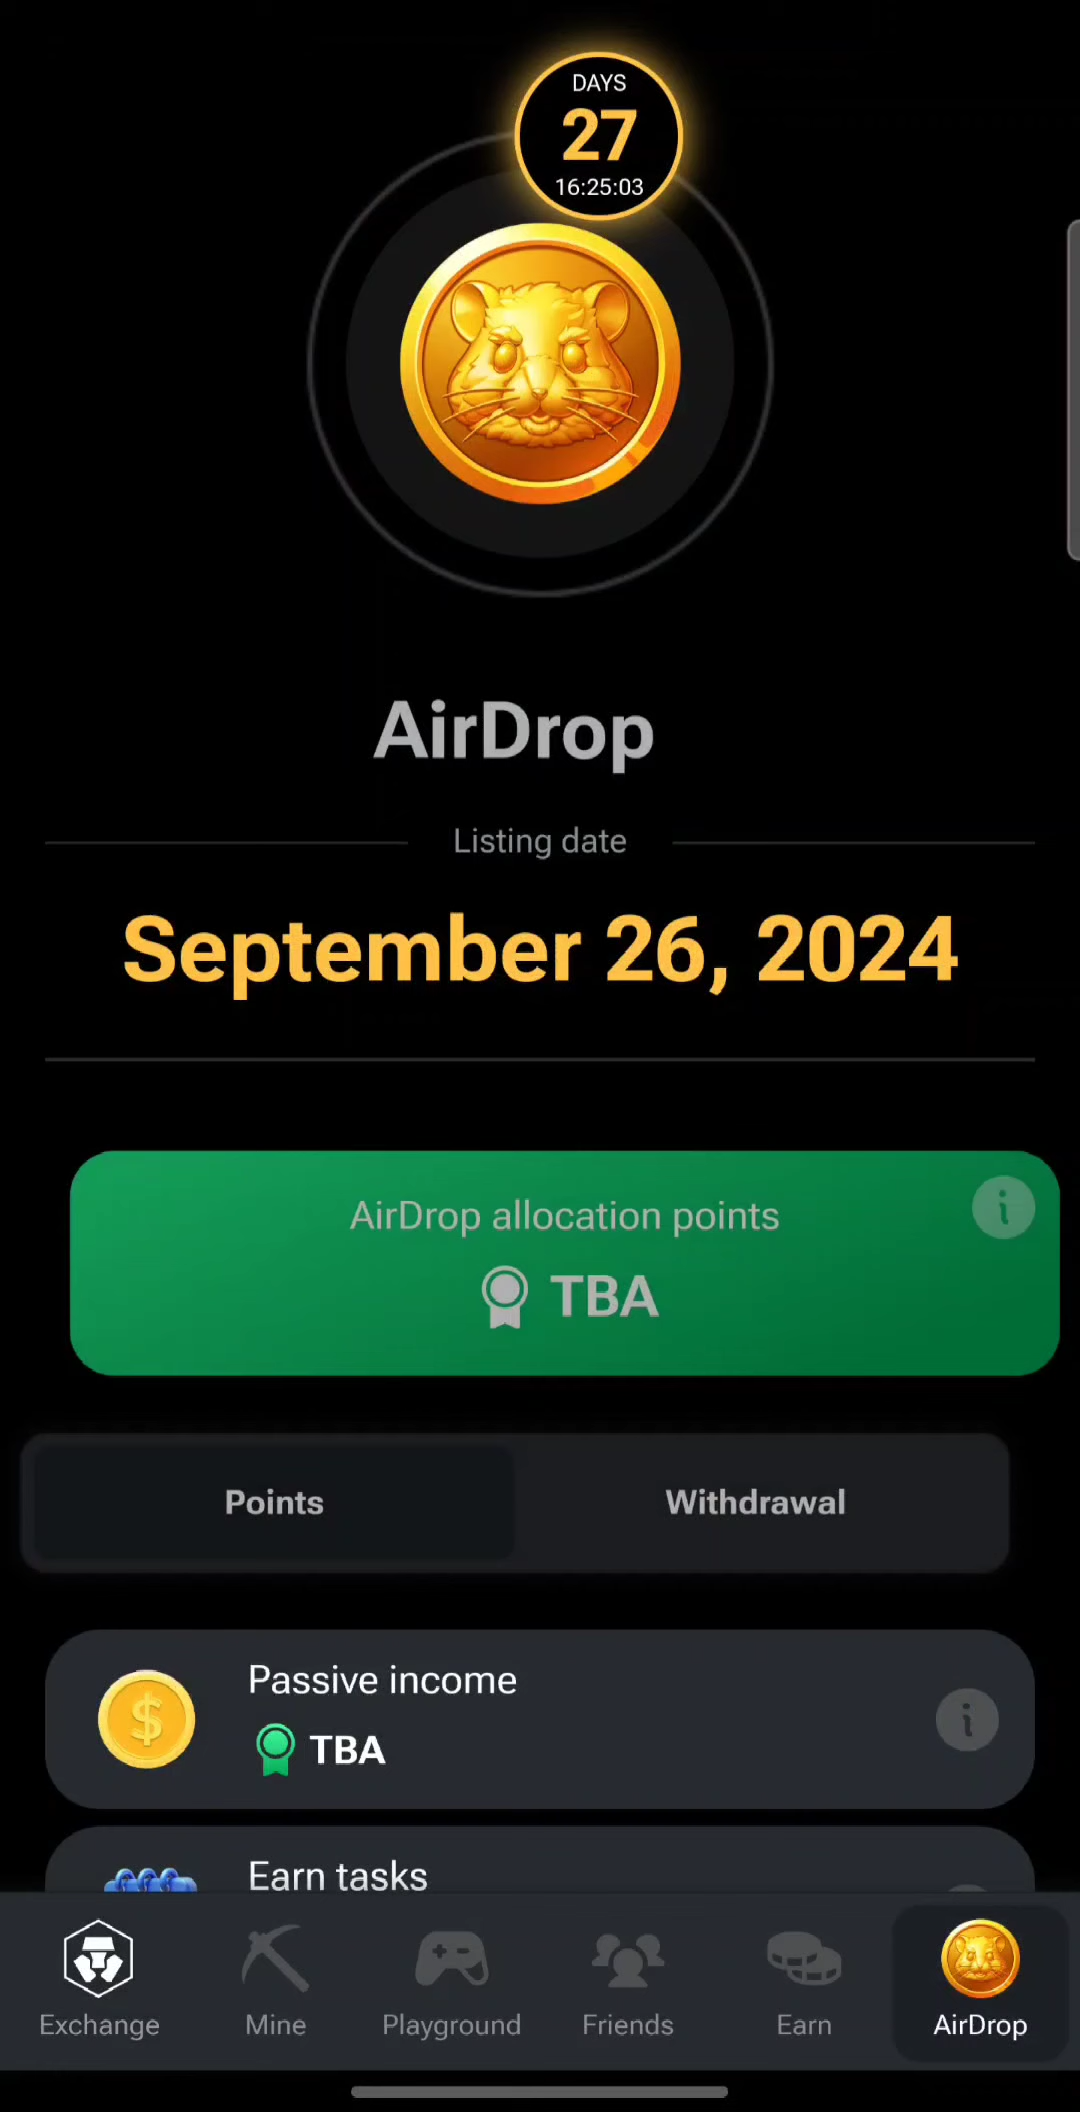 DAYS
27
16:25:03
AirDrop
Listing date
September 26, 2024
AirDrop allocation points
TBA
Points
Withdrawal
Passive income
TBA
Earn tasks
Exchange
Mine
Playground
Friends
Earn
AirDrop